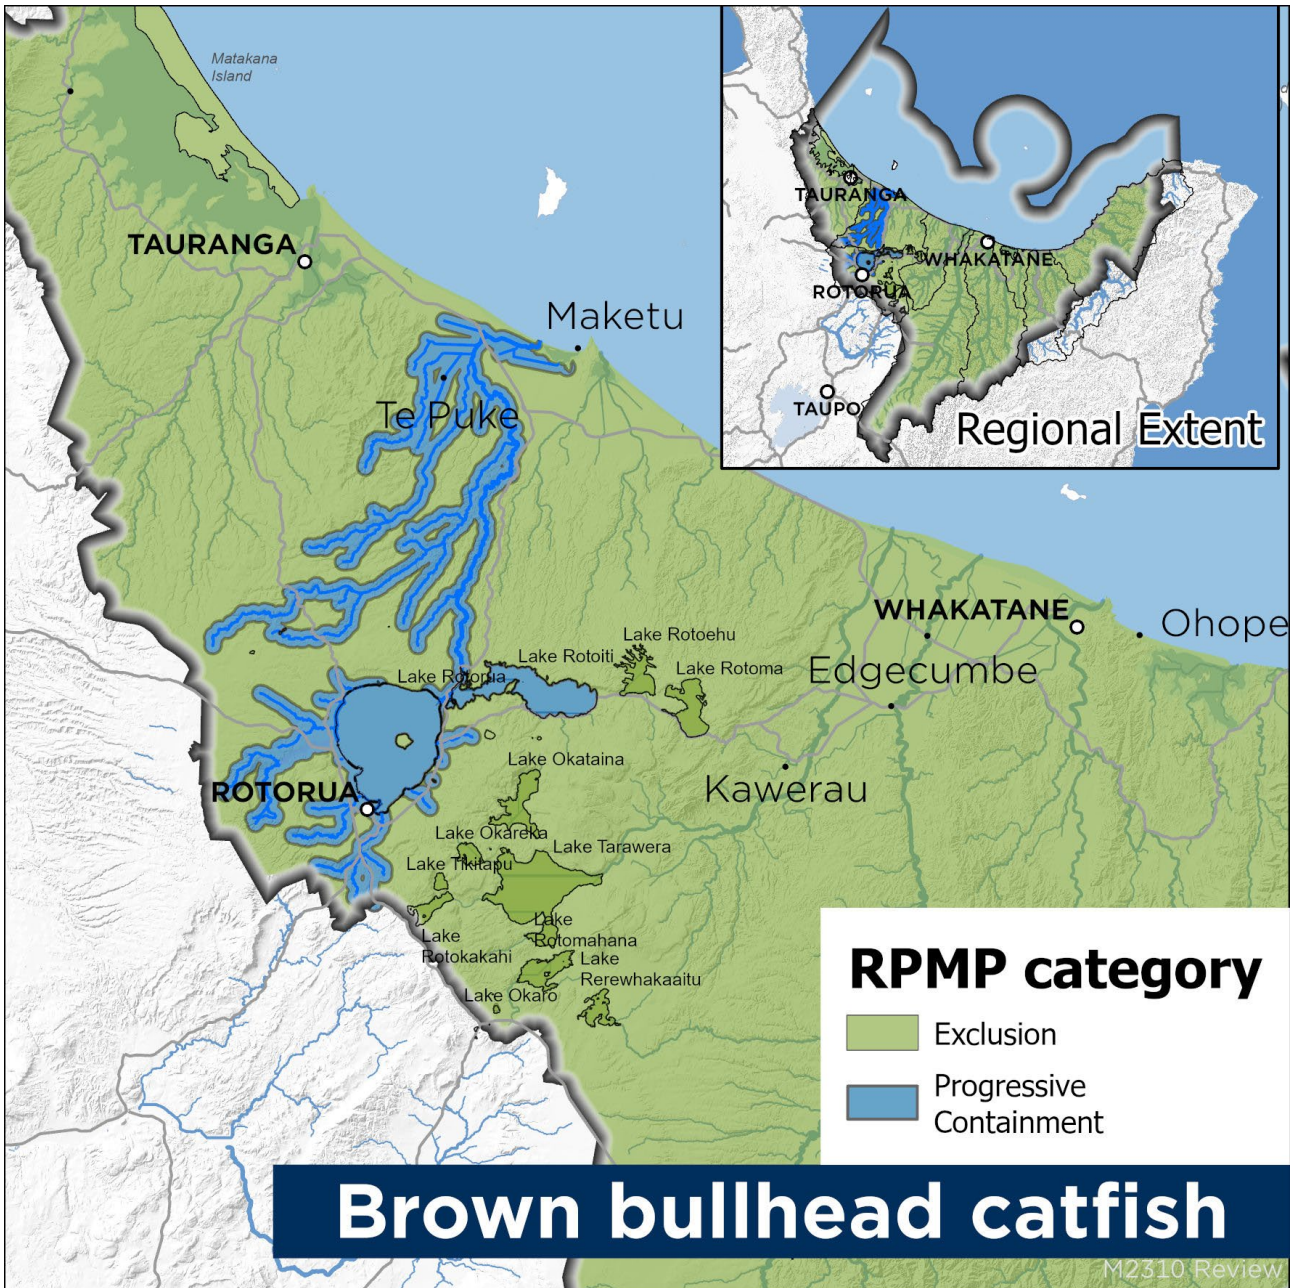 Matakana
Island
TAURANGA
Maketu
Te Puke
TAURANGA
WHAKATANE
ROTORUA
TAUPO
Regional Extent
WHAKATANE
Ohope
Edgecumbe
Kawerau
Lake Rotoehu
Lake Rotoiti
Lake Rotoma
Lake Rotorua
ROTORUA
Lake Okataina
Lake Okareka
Lake Tarawera
Lake Tikitapu
Lake
Rotokakahi
Lake
Rotomahana
Lake
Rerewhakaaitu
Lake Okaro
RPMP category
Exclusion
Progressive
Containment
Brown bullhead catfish
M2310 Review